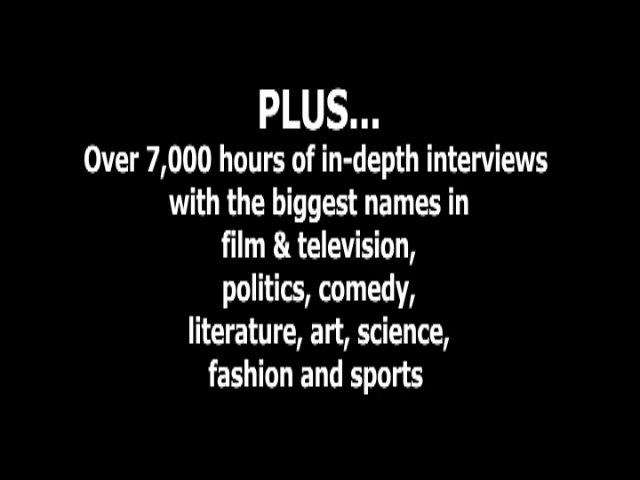 PLUS...
Over 7,000 hours of in-depth interviews
with the biggest names in
film & television,
politics, comedy,
literature, art, science,
fashion and sports